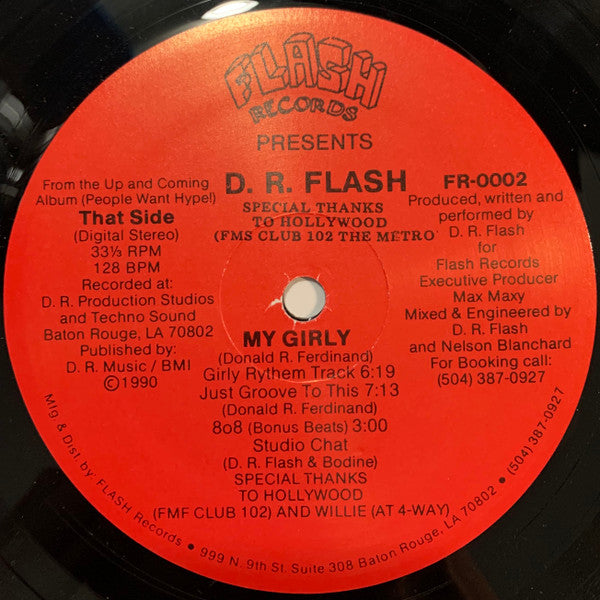 FLASH
RECORDS
PRESENTS
D. R. FLASH
SPECIAL THANKS
TO HOLLYWOOD
(FMS CLUB 102 THE METRO
From the Up and Coming
Album (People Want Hype!)
That Side
(Digital Stereo)
33⅓ RPM
128 BPM
Recorded at:
D. R. Production Studios
and Techno Sound
Baton Rouge, LA 70802
Published by:
D. R. Music / BMI
©1990
FR-0002
Produced, written and
performed by
D. R. Flash
for
Flash Records
Executive Producer
Max Maxy
Mixed & Engineered by
D. R. Flash
and Nelson Blanchard
For Booking call:
(504) 387-0927
MY GIRLY
(Donald R. Ferdinand)
Girly Rythem Track 6:19
Just Groove To This 7:13
(Donald R. Ferdinand)
8o8 (Bonus Beats) 3:00
Studio Chat
(D. R. Flash & Bodine)
SPECIAL THANKS
TO HOLLYWOOD
(FMF CLUB 102) AND WILLIE (AT 4-WAY)
Mfg & Dist. by: FLASH Records • 999 N. 9th St. Suite 308 Baton Rouge, LA 70802 • (504) 387-0927